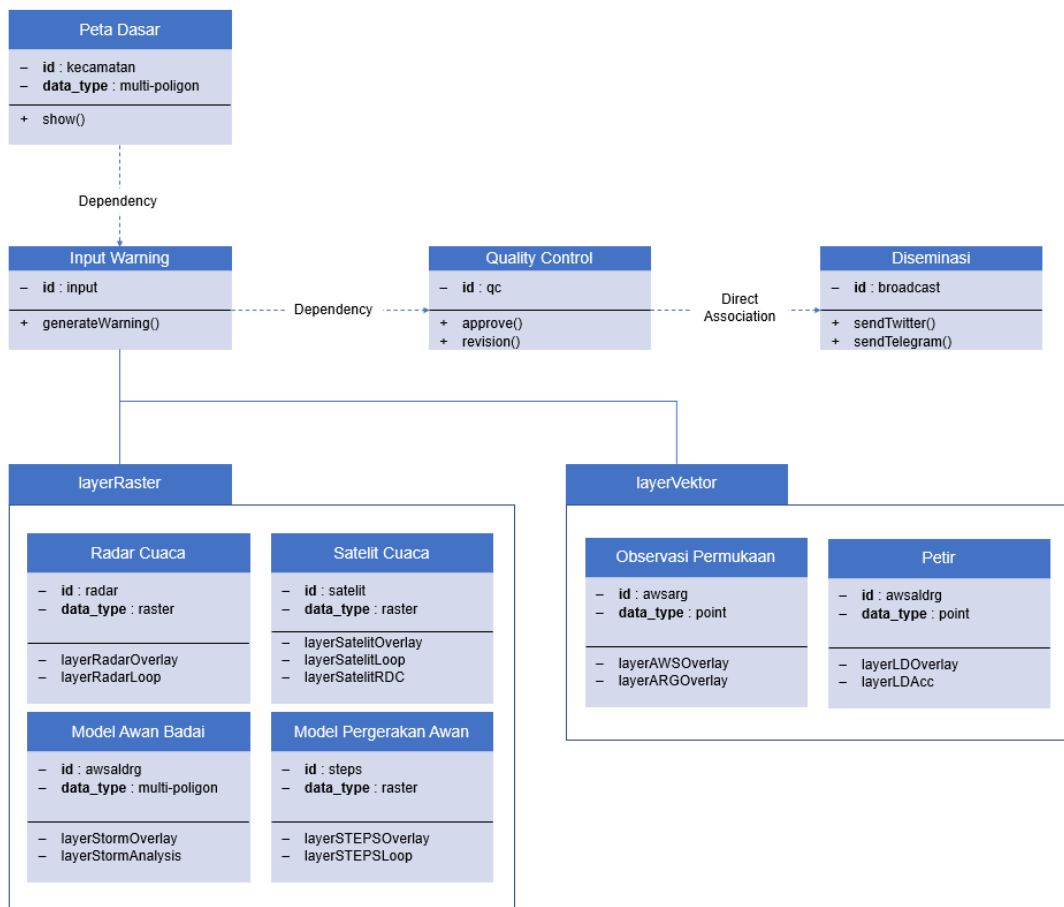 Peta Dasar
– id : kecamatan
– data_type : multi-poligon
+ show()
Dependency
Input Warning
– id : input
+ generateWarning()
Dependency
Quality Control
– id : qc
+ approve()
+ revision()
Direct
Association
Diseminasi
– id : broadcast
+ sendTwitter()
+ sendTelegram()
layerRaster
Radar Cuaca
– id : radar
– data_type : raster
– layerRadarOverlay
– layerRadarLoop
Satelit Cuaca
– id : satelit
– data_type : raster
– layerSatelitOverlay
– layerSatelitLoop
– layerSatelitRDC
Model Awan Badai
– id : awsaldrg
– data_type : multi-poligon
– layerStormOverlay
– layerStormAnalysis
Model Pergerakan Awan
– id : steps
– data_type : raster
– layerSTEPSOverlay
– layerSTEPSLoop
layerVektor
Observasi Permukaan
– id : awsarg
– data_type : point
– layerAWSOverlay
– layerARGOverlay
Petir
– id : awsaldrg
– data_type : point
– layerLDOverlay
– layerLDAcc